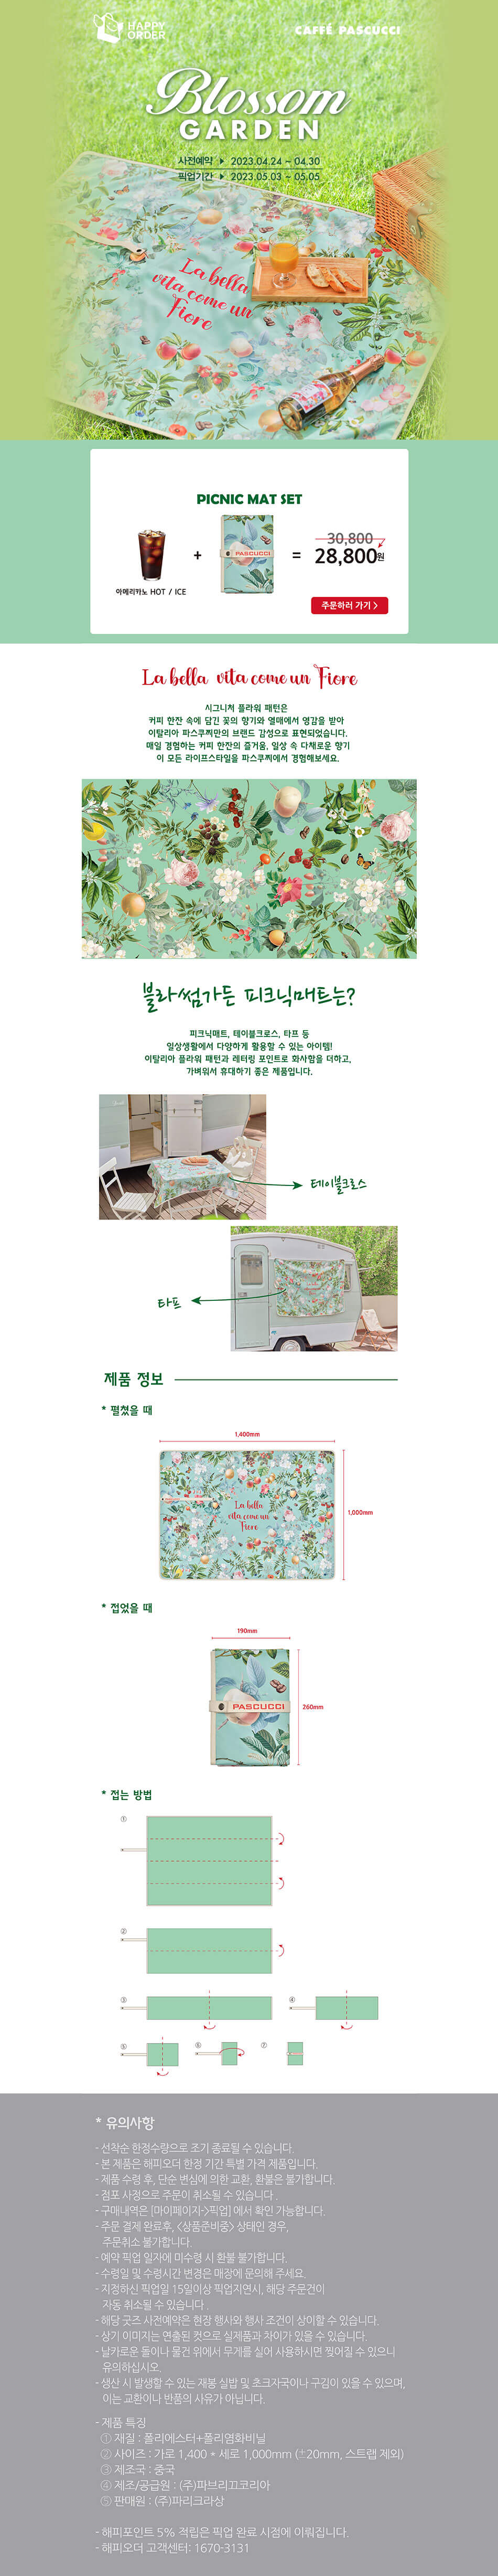 HAPPY
ORDER
CAFFÉ PASCUCCI
Blossom
GARDEN
사전예약 ▶ 2023.04.24 ~ 04.30
픽업기간 ▶ 2023.05.03 ~ 05.05
La bella
vita come un
Fiore
PICNIC MAT SET
아메리카노 HOT / ICE
+
PASCUCCI
=
30,800
28,800원
주문하러 가기 >
La bella vita come un Fiore
시그니처 플라워 패턴은
커피 한잔 속에 담긴 꽃의 향기와 열매에서 영감을 받아
이탈리아 파스쿠찌만의 브랜드 감성으로 표현되었습니다.
매일 경험하는 커피 한잔의 즐거움, 일상 속 다채로운 향기
이 모든 라이프스타일을 파스쿠찌에서 경험해보세요.
블라썸가든 피크닉매트는?
피크닉매트, 테이블크로스, 타프 등
일상생활에서 다양하게 활용할 수 있는 아이템!
이탈리아 플라워 패턴과 레터링 포인트로 화사함을 더하고,
가벼워서 휴대하기 좋은 제품입니다.
테이블크로스
타프
제품 정보
* 펼쳤을 때
1,400mm
La bella
vita come un
Fiore
1,000mm
* 접었을 때
190mm
PASCUCCI
260mm
* 접는 방법
①
②
③
④
⑤
⑥
⑦
* 유의사항
- 선착순 한정수량으로 조기 종료될 수 있습니다.
- 본 제품은 해피오더 한정 기간 특별 가격 제품입니다.
- 제품 수령 후, 단순 변심에 의한 교환, 환불은 불가합니다.
- 점포 사정으로 주문이 취소될 수 있습니다 .
- 구매내역은 [마이페이지->픽업] 에서 확인 가능합니다.
- 주문 결제 완료후, <상품준비중> 상태인 경우,
주문취소 불가합니다.
- 예약 픽업 일자에 미수령 시 환불 불가합니다.
- 수령일 및 수령시간 변경은 매장에 문의해 주세요.
- 지정하신 픽업일 15일이상 픽업지연시, 해당 주문건이
자동 취소될 수 있습니다 .
- 해당 굿즈 사전예약은 현장 행사와 행사 조건이 상이할 수 있습니다.
- 상기 이미지는 연출된 컷으로 실제품과 차이가 있을 수 있습니다.
- 날카로운 돌이나 물건 위에서 무게를 실어 사용하시면 찢어질 수 있으니
유의하십시오.
- 생산 시 발생할 수 있는 재봉 실밥 및 초크자국이나 구김이 있을 수 있으며,
이는 교환이나 반품의 사유가 아닙니다.
- 제품 특징
① 재질 : 폴리에스터+폴리염화비닐
② 사이즈 : 가로 1,400 * 세로 1,000mm (±20mm, 스트랩 제외)
③ 제조국 : 중국
④ 제조/공급원 : (주)파브리끄코리아
⑤ 판매원 : (주)파리크라상
- 해피포인트 5% 적립은 픽업 완료 시점에 이뤄집니다.
- 해피오더 고객센터: 1670-3131